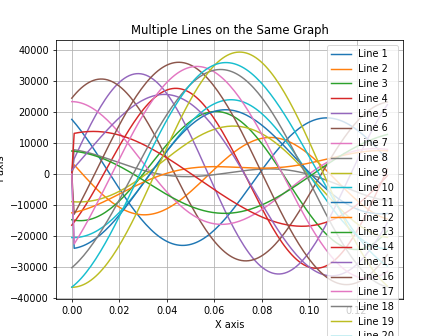 Multiple Lines on the Same Graph
40000
30000
20000
10000
0
-10000
-20000
-30000
-40000
0.00
0.02
0.04
0.06
0.08
0.10
X axis
Line 1
Line 2
Line 3
Line 4
Line 5
Line 6
Line 7
Line 8
Line 9
Line 10
Line 11
Line 12
Line 13
Line 14
Line 15
Line 16
Line 17
Line 18
Line 19
Line 20